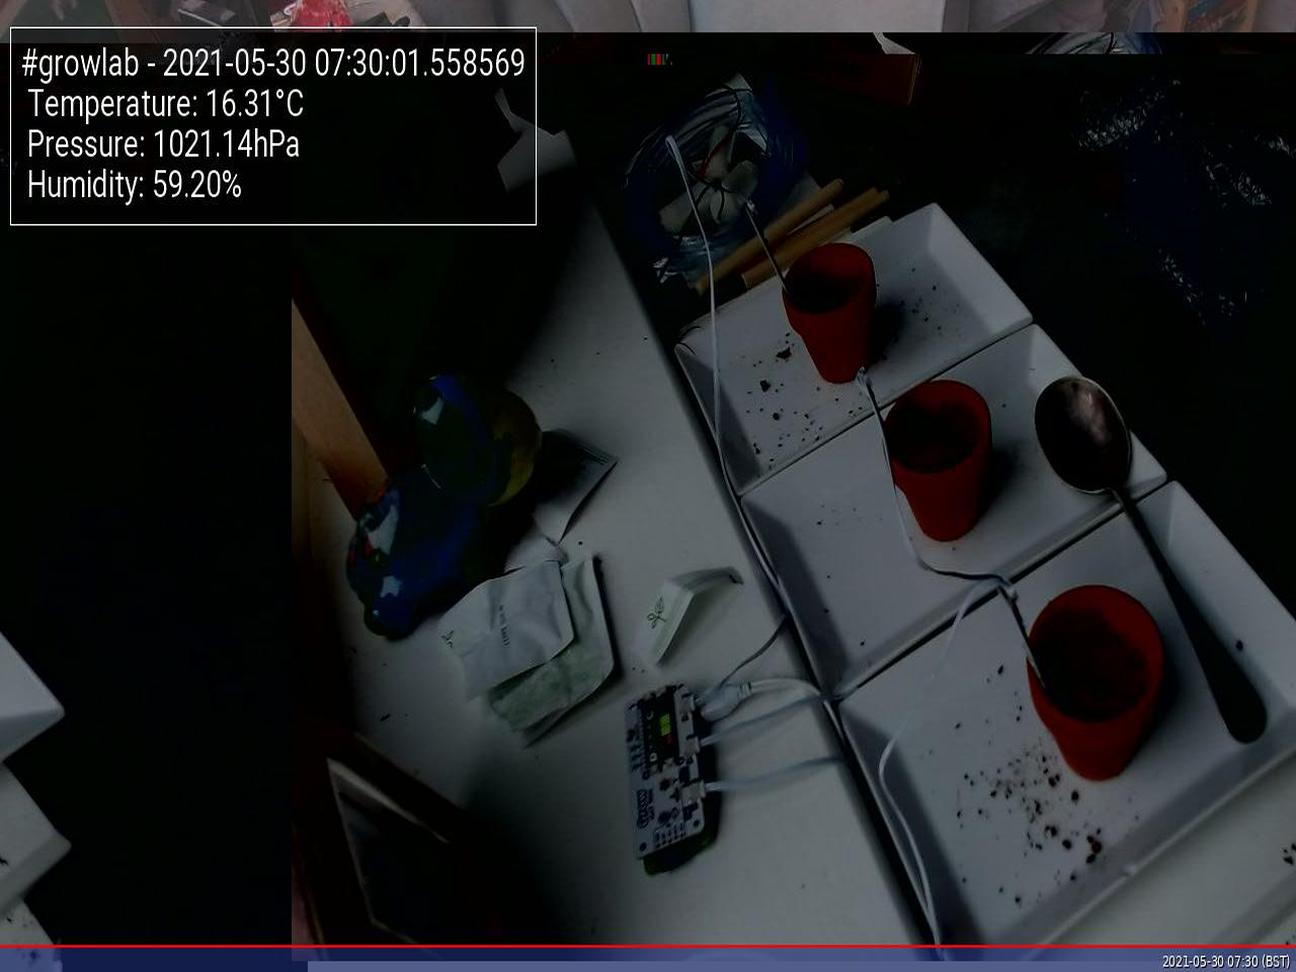 #growlab - 2021-05-30 07:30:01.558569
Temperature: 16.31°C
Pressure: 1021.14hPa
Humidity: 59.20%
2021-05-30 07:30 (BST)